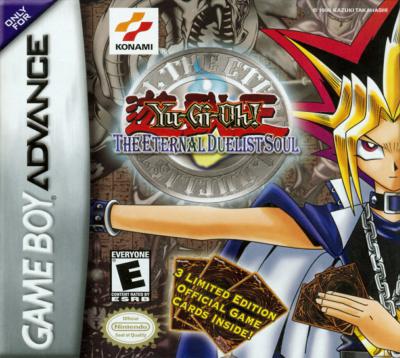 ONLY
FOR
GAME BOY ADVANCE
KONAMI
© 1996 KAZUKI TAKAHASHI
Yu-Gi-Oh!
THE ETERNAL DUELIST SOUL
E
EVERYONE
CONTENT RATED BY
ESRB
Official
Nintendo
Seal of Quality
3 LIMITED EDITION
OFFICIAL GAME
CARDS INSIDE!